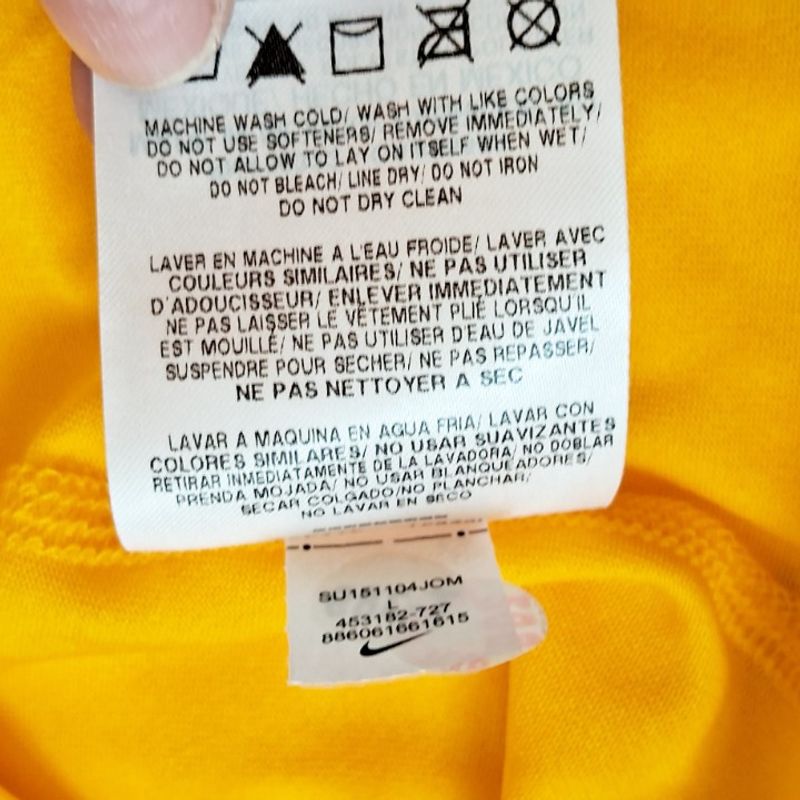 MACHINE WASH COLD/ WASH WITH LIKE COLORS
DO NOT USE SOFTENERS/ REMOVE IMMEDIATELY/
DO NOT ALLOW TO LAY ON ITSELF WHEN WET/
DO NOT BLEACH/ LINE DRY/ DO NOT IRON
DO NOT DRY CLEAN
LAVER EN MACHINE A L'EAU FROIDE/ LAVER AVEC
COULEURS SIMILAIRES/ NE PAS UTILISER
D'ADOUCISSEUR/ ENLEVER IMMÉDIATEMENT
NE PAS LAISSER LE VÊTEMENT PLIÉ LORSQU'IL
EST MOUILLÉ/ NE PAS UTILISER D'EAU DE JAVEL
SUSPENDRE POUR SECHER/ NE PAS REPASSER/
NE PAS NETTOYER A SEC
LAVAR A MAQUINA EN AGUA FRIA/ LAVAR CON
COLORES SIMILARES/ NO USAR SUAVIZANTES
RETIRAR INMEDIATAMENTE DE LA LAVADORA/ NO DOBLAR
PRENDA MOJADA/ NO USAR BLANQUEADORES/
SECAR COLGADO/NO PLANCHAR/
NO LAVAR EN SECO
SU151104JOM
L
453182-727
886061661615